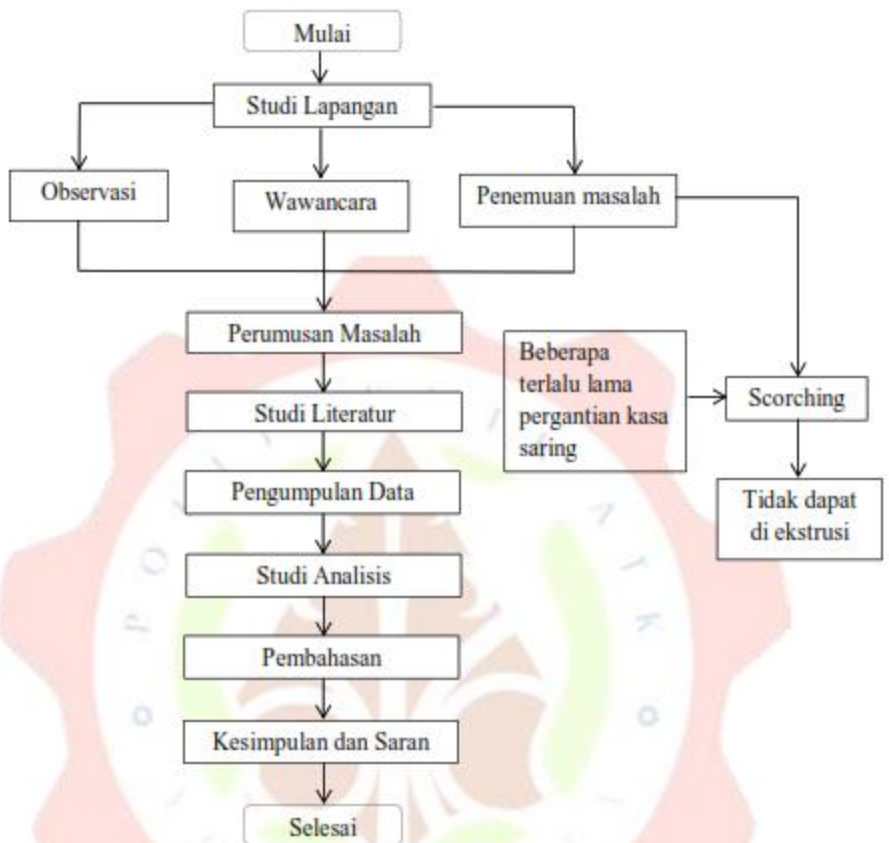 Mulai
Studi Lapangan
Observasi
Wawancara
Penemuan masalah
Perumusan Masalah
Beberapa
terlalu lama
pergantian kasa
saring
Scorching
Studi Literatur
Pengumpulan Data
Tidak dapat
di ekstrusi
Studi Analisis
Pembahasan
Kesimpulan dan Saran
Selesai